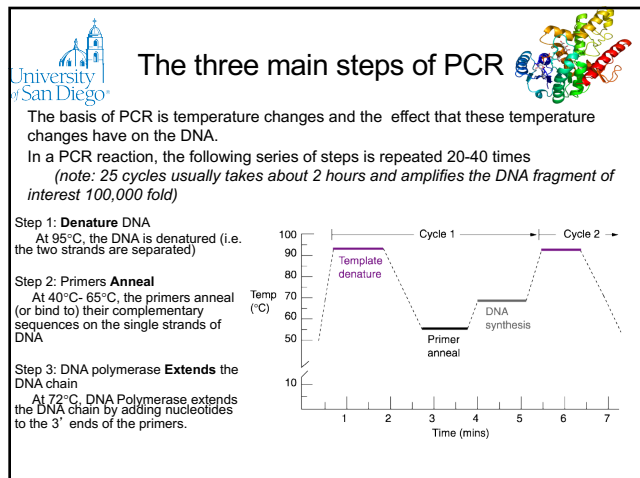 University
of San Diego®
The three main steps of PCR
The basis of PCR is temperature changes and the effect that these temperature
changes have on the DNA.
In a PCR reaction, the following series of steps is repeated 20-40 times
(note: 25 cycles usually takes about 2 hours and amplifies the DNA fragment of
interest 100,000 fold)
Step 1: Denature DNA
At 95°C, the DNA is denatured (i.e.
the two strands are separated)
Step 2: Primers Anneal
At 40°C- 65°C, the primers anneal
(or bind to) their complementary
sequences on the single strands of
DNA
Step 3: DNA polymerase Extends the
DNA chain
At 72°C, DNA Polymerase extends
the DNA chain by adding nucleotides
to the 3' ends of the primers.
Cycle 1
Cycle 2
Temp
(°C)
100
90
80
70
60
50
10
Template
denature
Primer
anneal
DNA
synthesis
1 2 3 4 5 6 7
Time (mins)